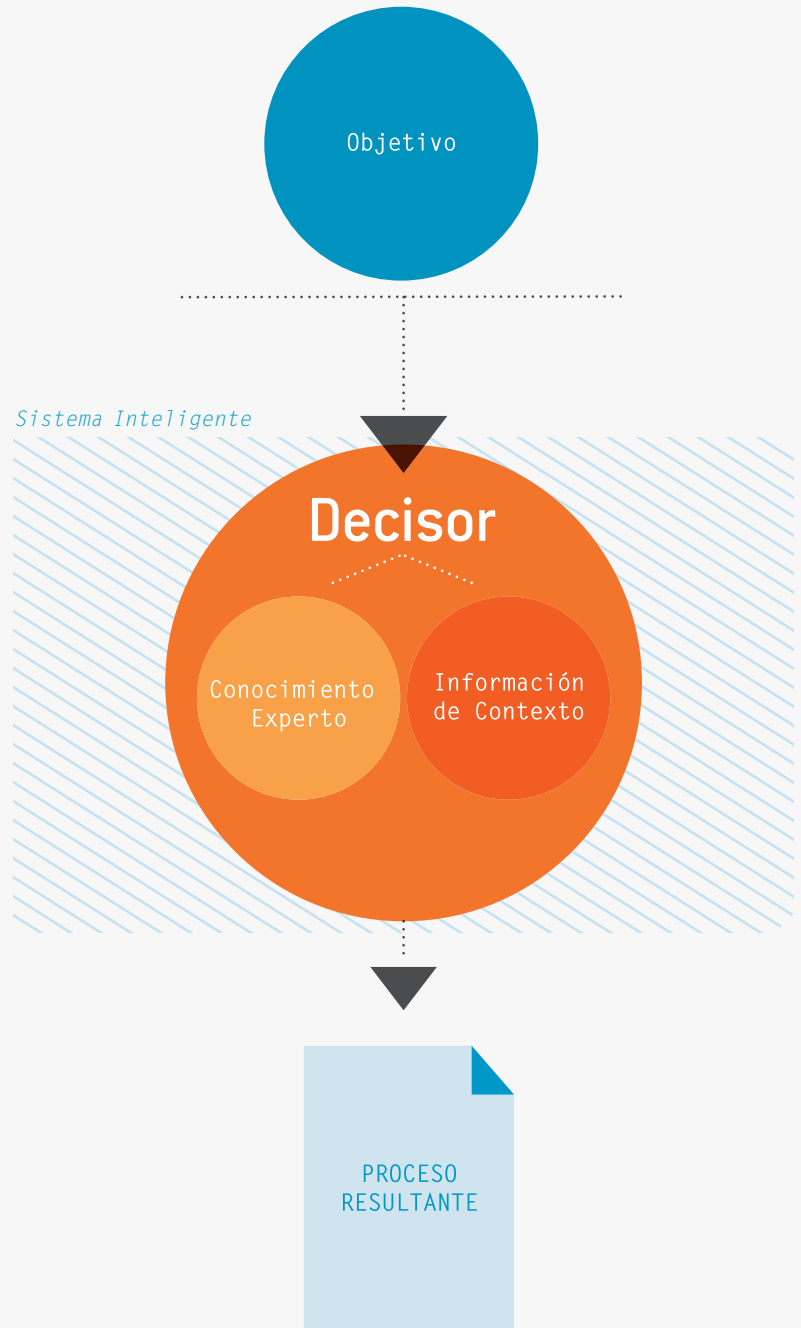 Objetivo
Sistema Inteligente
Decisor
Conocimiento
Experto
Información
de Contexto
PROCESO
RESULTANTE